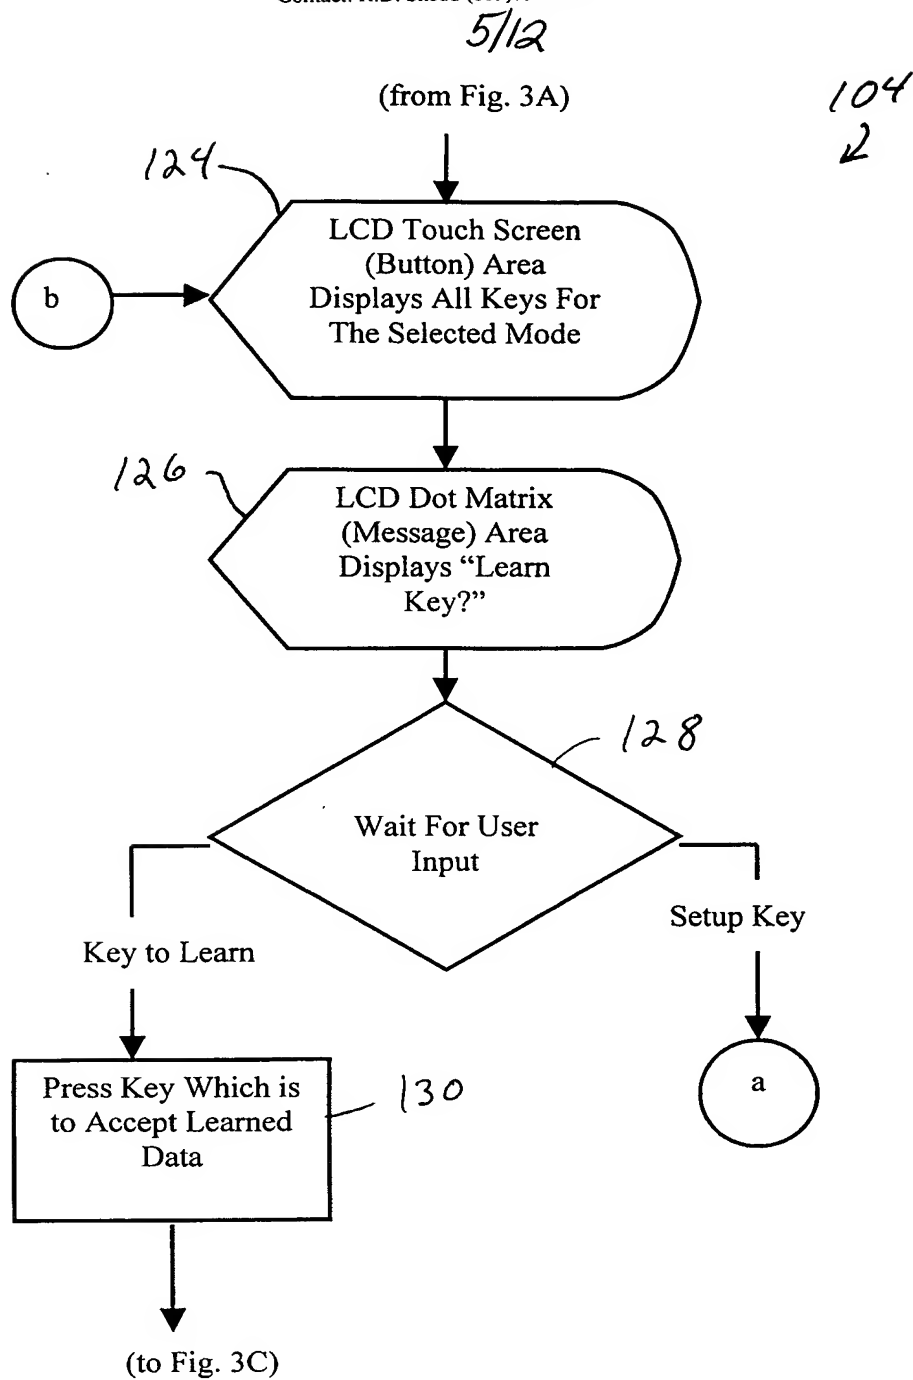 5/12
(from Fig. 3A)
104
124
LCD Touch Screen
(Button) Area
Displays All Keys For
The Selected Mode
b
126
LCD Dot Matrix
(Message) Area
Displays “Learn
Key?”
128
Wait For User
Input
Setup Key
Key to Learn
a
Press Key Which is
to Accept Learned
Data
130
(to Fig. 3C)